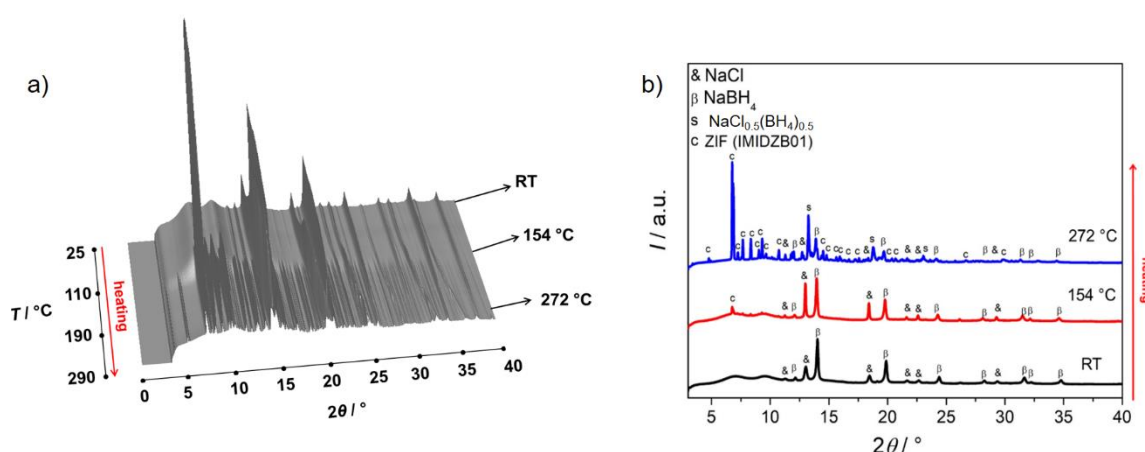 a)
RT
154 °C
272 °C
25
110
190
290
T / °C
heating
0 5 10 15 20 25 30 35 40
2θ / °
b)
& NaCl
β NaBH4
s NaCl0.5(BH4)0.5
c ZIF (IMIDZB01)
c
s
c c c c c c c & β & c β c c c c c c & s β c c & & s β c β & c β β β
272 °C
c & β & β & β & & β β & β β β
154 °C
& β & β & β & & β β & β β β
RT
I / a.u.
5 10 15 20 25 30 35 40
2θ / °
heating